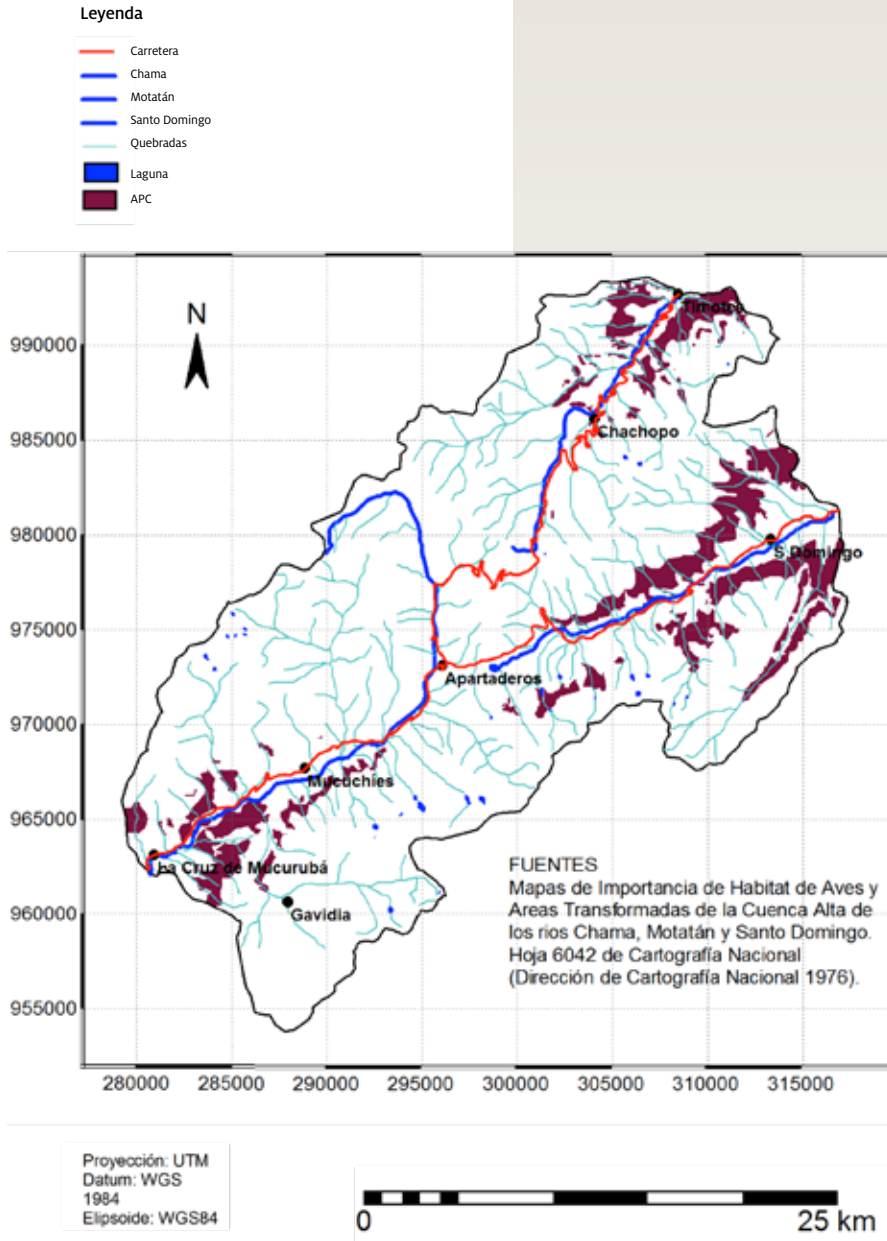 Leyenda
Carretera
Chama
Motatán
Santo Domingo
Quebradas
Laguna
APC
N
990000
985000
980000
975000
970000
965000
960000
955000
Timotes
Chachopo
S.Domingo
Apartaderos
Mucuchíes
La Cruz de Mucurubá
Gavidia
FUENTES
Mapas de Importancia de Habitat de Aves y
Areas Transformadas de la Cuenca Alta de
los rios Chama, Motatán y Santo Domingo.
Hoja 6042 de Cartografía Nacional
(Dirección de Cartografía Nacional 1976).
280000 285000 290000 295000 300000 305000 310000 315000
Proyección: UTM
Datum: WGS
1984
Elipsoide: WGS84
0 25 km